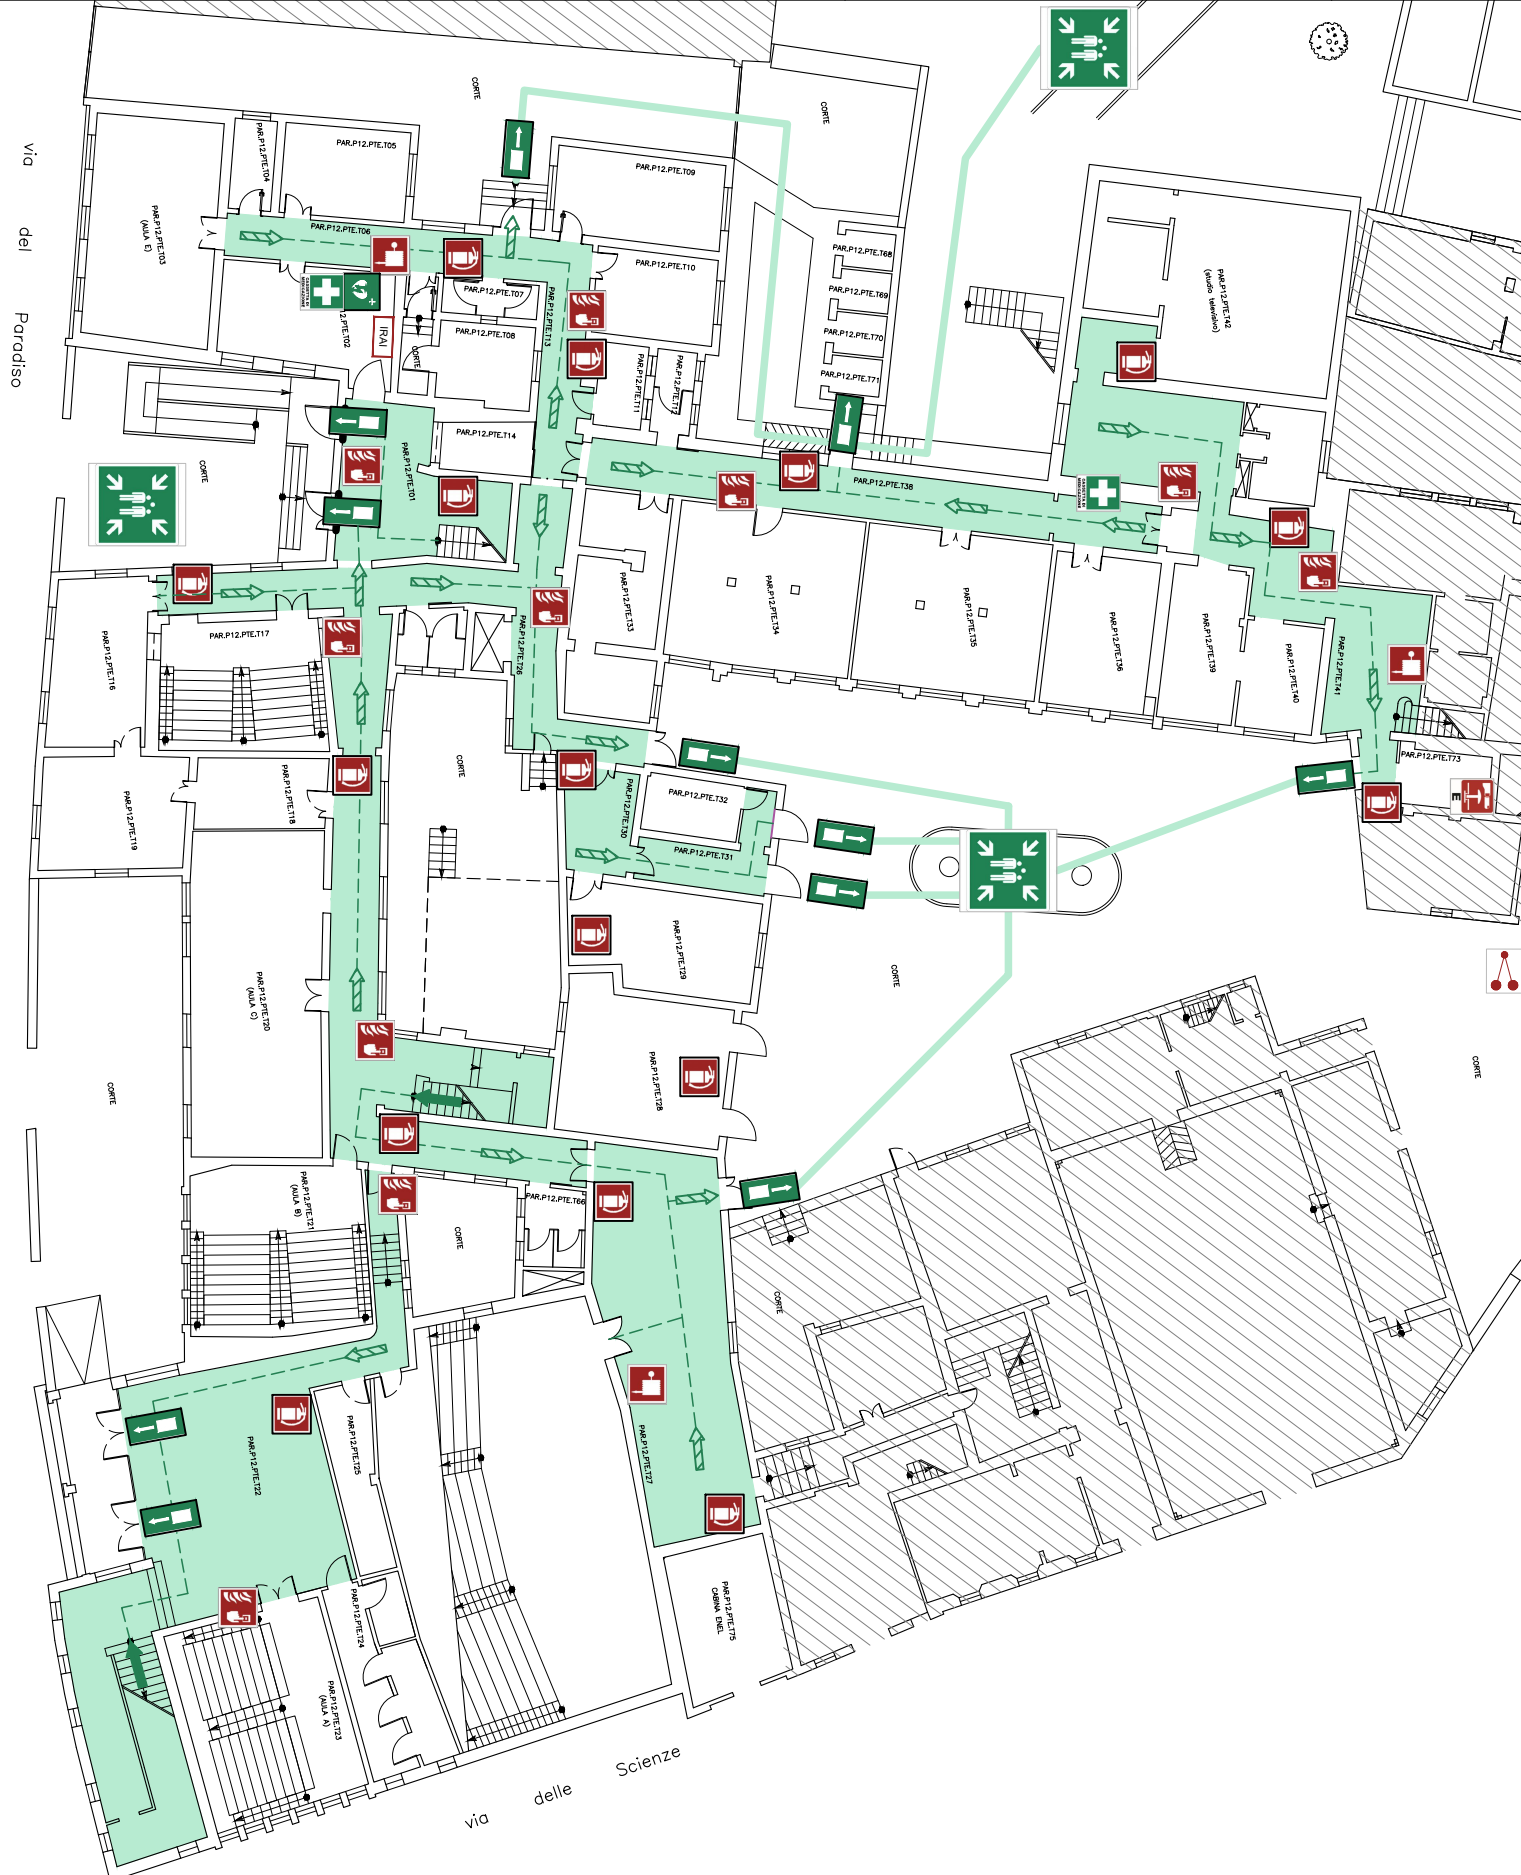 CORTE
CORTE
via
del
Paradiso
PAR.P12.PTE.T03
(AULA E)
PAR.P12.PTE.T04
PAR.P12.PTE.T05
PAR.P12.PTE.T06
PAR.P12.PTE.T09
PAR.P12.PTE.T10
PAR.P12.PTE.T07
PAR.P12.PTE.T08
PAR.P12.PTE.T13
IRAI
CORTE
PAR.P12.PTE.T11
PAR.P12.PTE.T12
PAR.P12.PTE.T68
PAR.P12.PTE.T69
PAR.P12.PTE.T70
PAR.P12.PTE.T71
PAR.P12.PTE.T42
(studio televisivo)
PAR.P12.PTE.T14
PAR.P12.PTE.T01
CORTE
PAR.P12.PTE.T38
PAR.P12.PTE.T33
PAR.P12.PTE.T34
PAR.P12.PTE.T35
PAR.P12.PTE.T36
PAR.P12.PTE.T39
PAR.P12.PTE.T40
PAR.P12.PTE.T41
PAR.P12.PTE.T73
E
PAR.P12.PTE.T16
PAR.P12.PTE.T17
PAR.P12.PTE.T26
PAR.P12.PTE.T18
PAR.P12.PTE.T19
CORTE
PAR.P12.PTE.T30
PAR.P12.PTE.T32
PAR.P12.PTE.T31
PAR.P12.PTE.T29
CORTE
PAR.P12.PTE.T20
(AULA C)
PAR.P12.PTE.T28
CORTE
CORTE
PAR.P12.PTE.T21
(AULA B)
PAR.P12.PTE.T66
CORTE
CORTE
PAR.P12.PTE.T22
PAR.P12.PTE.T25
PAR.P12.PTE.T27
PAR.P12.PTE.T24
PAR.P12.PTE.T23
(AULA A)
PAR.P12.PTE.T75
CABINA ENEL
via
delle
Scienze